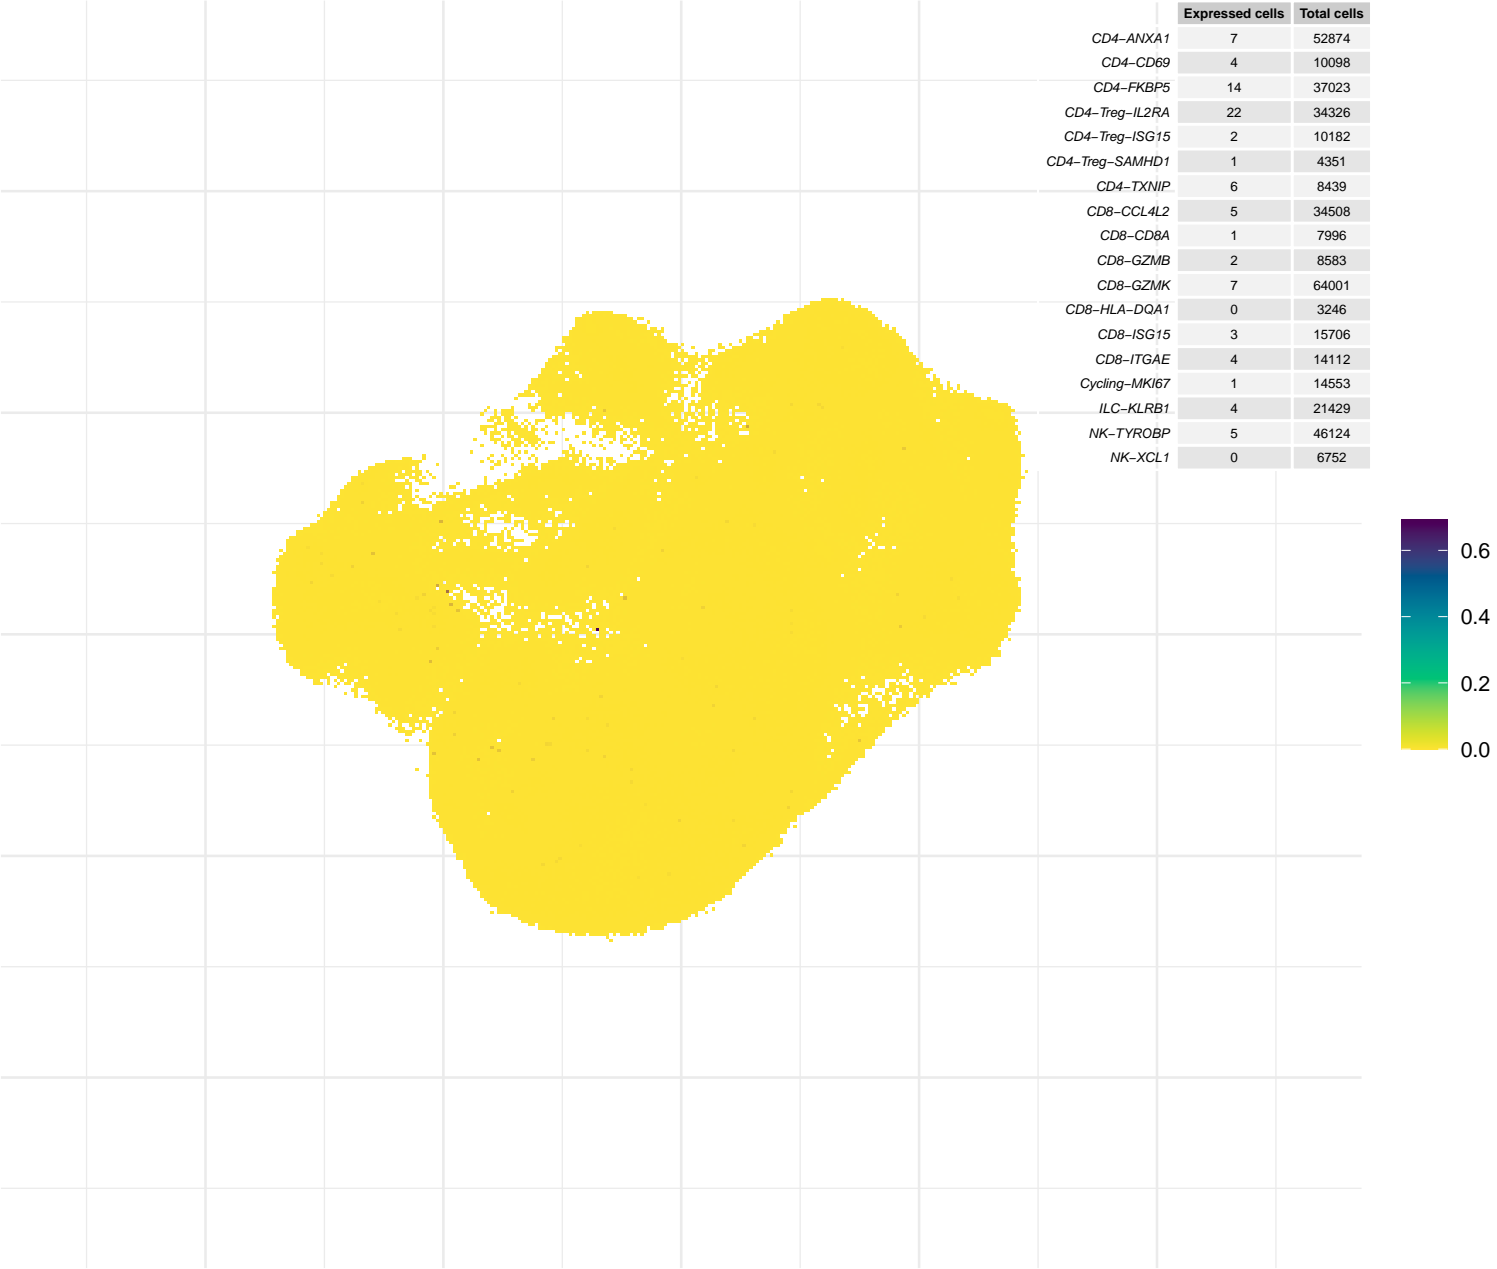 Expressed cells Total cells
CD4−ANXA1 7 52874
CD4−CD69 4 10098
CD4−FKBP5 14 37023
CD4−Treg−IL2RA 22 34326
CD4−Treg−ISG15 2 10182
CD4−Treg−SAMHD1 1 4351
CD4−TXNIP 6 8439
CD8−CCL4L2 5 34508
CD8−CD8A 1 7996
CD8−GZMB 2 8583
CD8−GZMK 7 64001
CD8−HLA−DQA1 0 3246
CD8−ISG15 3 15706
CD8−ITGAE 4 14112
Cycling−MKI67 1 14553
ILC−KLRB1 4 21429
NK−TYROBP 5 46124
NK−XCL1 0 6752
0.6
0.4
0.2
0.0